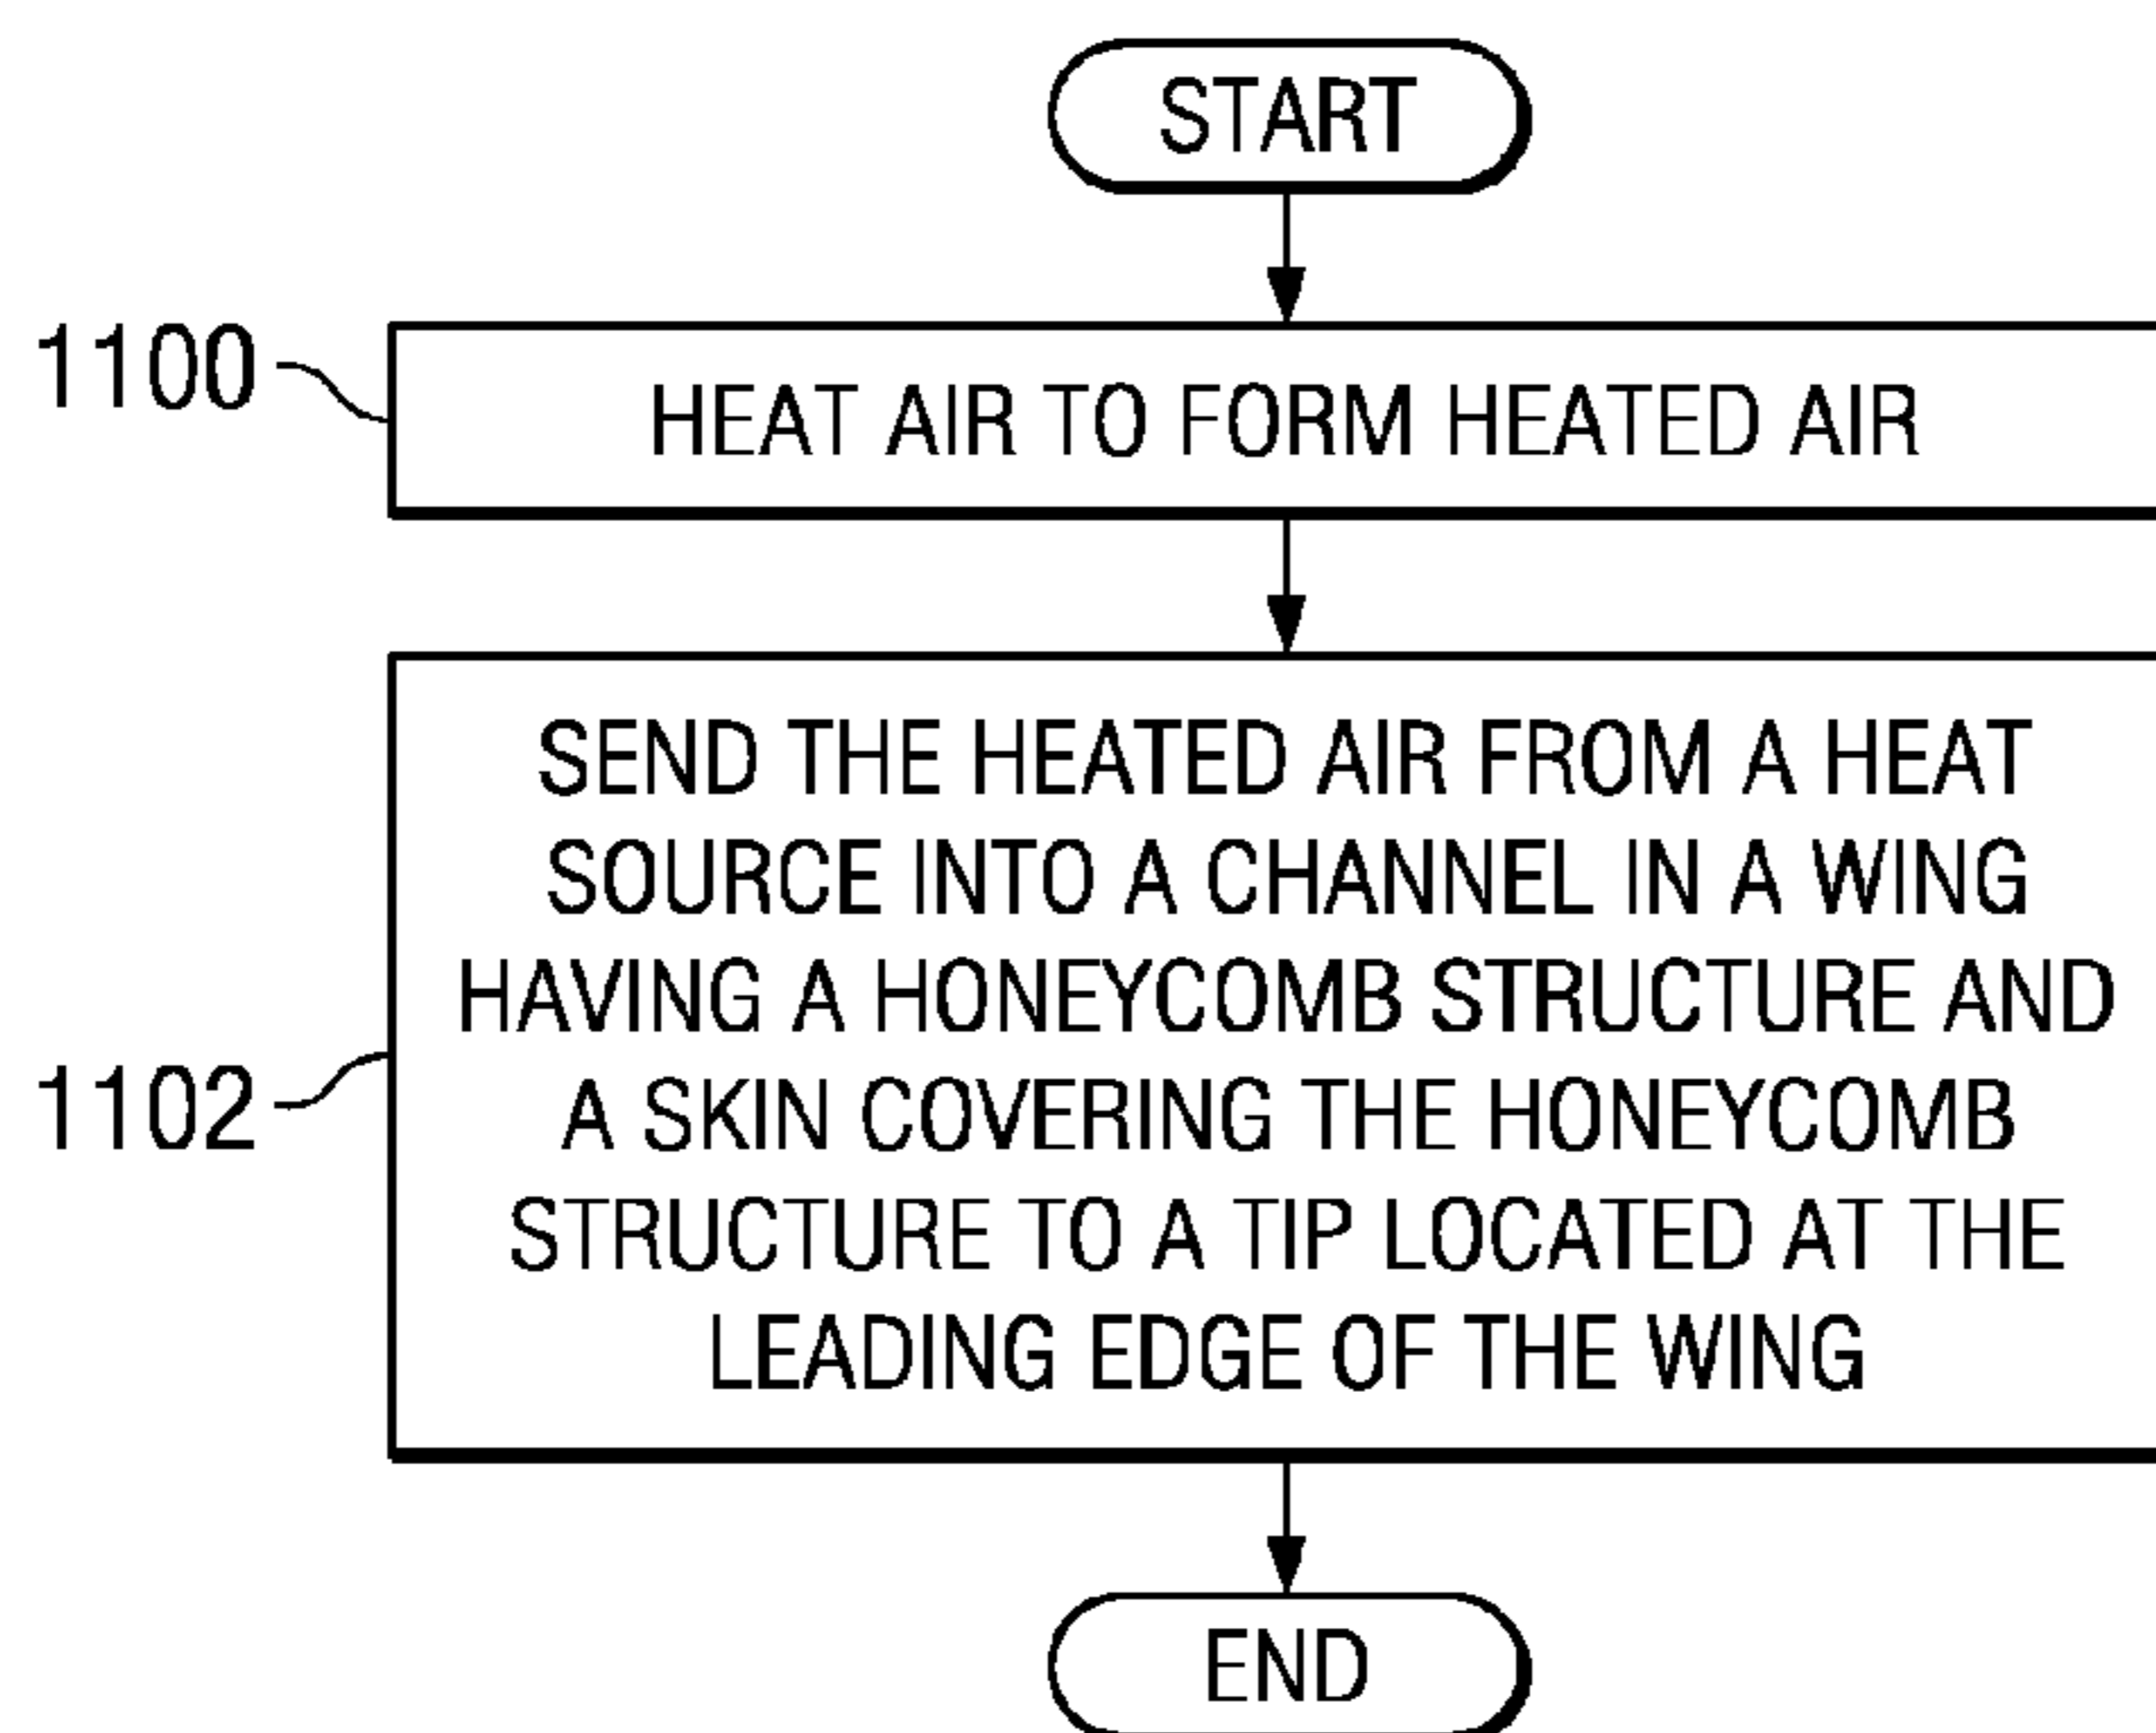 START
1100
HEAT AIR TO FORM HEATED AIR
SEND THE HEATED AIR FROM A HEAT
SOURCE INTO A CHANNEL IN A WING
HAVING A HONEYCOMB STRUCTURE AND
1102
A SKIN COVERING THE HONEYCOMB
STRUCTURE TO A TIP LOCATED AT THE
LEADING EDGE OF THE WING
END